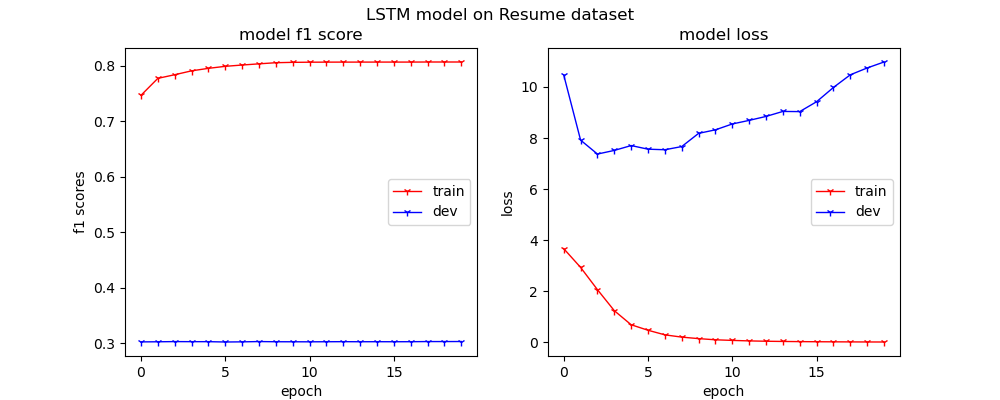 LSTM model on Resume dataset
model f1 score
f1 scores
0.8
0.7
0.6
0.5
0.4
0.3
train
dev
0 5 10 15
epoch
model loss
loss
10
8
6
4
2
0
train
dev
0 5 10 15
epoch